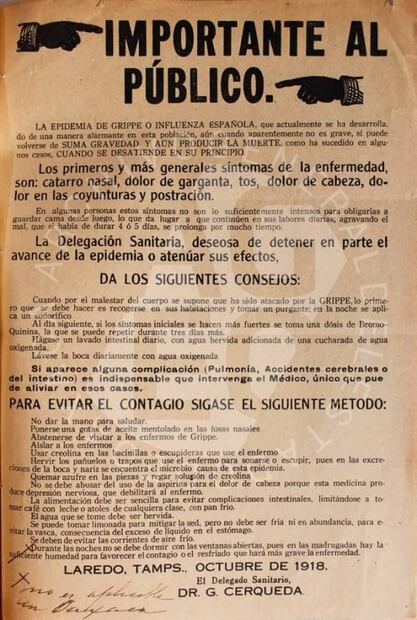 IMPORTANTE AL
PÚBLICO.
LA EPIDEMIA DE GRIPPE O INFLUENZA ESPAÑOLA, que actualmente se ha desarrolla.
do de una manera alarmante en esta población, aún cuando aparentemente no es grave, si puede
volverse de SUMA GRAVEDAD Y AÚN PRODUCIR LA MUERTE, como ha sucedido en algu
nos casos, CUANDO SE DESATIENDE EN SU PRINCIPIO.
Los primeros y más generales síntomas de la enfermedad,
son: catarro nasal, dolor de garganta, tos, dolor de cabeza, do-
lor en las coyunturas y postración.
En algunas personas estos síntomas no son lo suficientemente intensos para obligarlas a
guardar cama desde luego, lo que da lugar a que continúen en sus labores diarias, agravando el
mal, que si había de durar 4 ó 5 días, se prolonga por mucho tiempo.
La Delegación Sanitaria, deseosa de detener en parte el
avance de la epidemia o atenúar sus efectos,
DA LOS SIGUIENTES CONSEJOS:
Cuando por el malestar del cuerpo se supone que ha sido atacado por la GRIPPE, lo prime-
ro que se debe hacer es recogerse en sus habitaciones y tomar un purgante; en la noche se aplica
un sudorífico
Al día siguiente, si los síntomas iniciales se hacen más fuertes se toma una dósis de Bromo-
Quinina, la que se puede repetir durante tres días más.
Hágase un lavado intestinal diario, con agua hervida adicionada de una cucharada de agua
oxigenada.
Lávese la boca diariamente con agua oxigenada
Si aparece alguna complicación (Pulmonía, Accidentes cerebrales o
del intestino) es indispensable que intervenga el Médico, único que pue
de aliviar en esos casos.
PARA EVITAR EL CONTAGIO SIGASE EL SIGUIENTE METODO:
No dar la mano para saludar.
Ponerse una gotas de aceite mentolado en las fosas nasales
Abstenerse de visitar a los enfermos de Grippe.
Aislar a los enfermos
Usar creolina en las bacinillas o escupideras que use el enfermo
Hervir los pañuelos o trapos que use el enfermo para sonarse o escupir, pues en las excrecio
nes de la boca y nariz se encuentra el microbio causa de esta epidemia.
Quemar azufre en las piezas y regar solución de creolina
No se debe abusar del uso de la aspirina para el dolor de cabeza porque esta medicina pro
duce depresión nerviosa, que debilitará al enfermo.
La alimentación debe ser sencilla para evitar complicaciones intestinales, limitándose a to-
mar café con leche o atoles de cualquiera clase, con pan frio.
El agua que se tome debe ser hervida.
Se puede tomar limonada para mitigar la sed, pero no debe ser fria ni en abundancia, para e-
vitar la vasca, consecuencia del exceso de líquido en el estómago.
Se deben de evitar las corrientes de aire frío.
Durante las noches no se debe dormir con las ventanas abiertas, pues en las madrugadas hay la
suficiente humedad para favorecer el contagio o el resfriado que hará más grave la enfermedad.
LAREDO, TAMPS., OCTUBRE DE 1918.
El Delegado Sanitario,
DR. G. CERQUEDA.
x no es aplicable
en Oaxaca